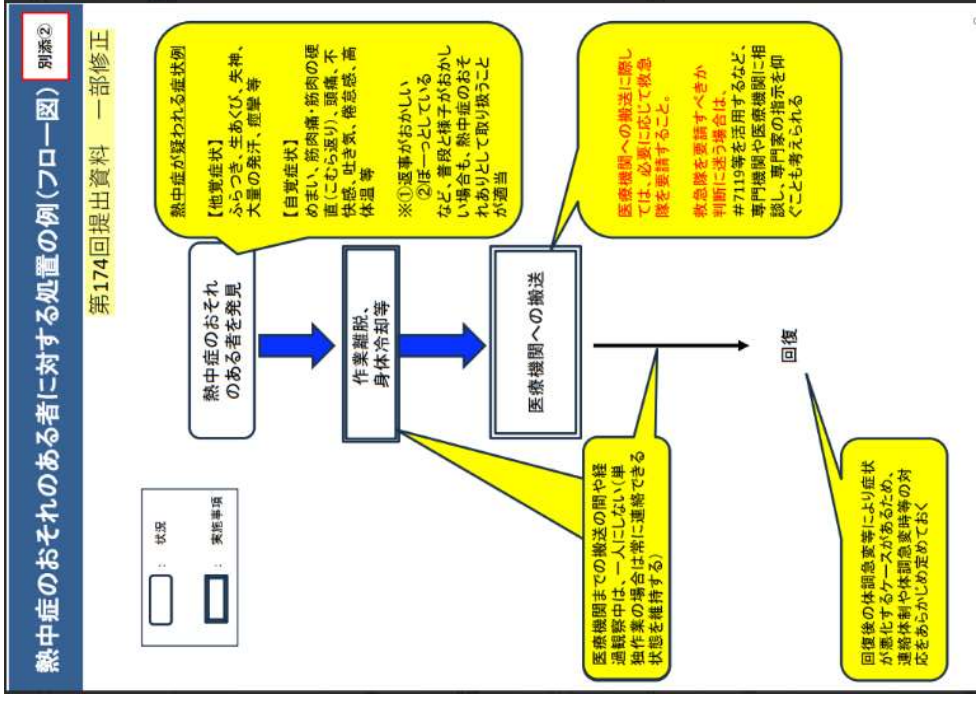 熱中症のおそれのある者に対する処置の例(フロー図)
別添②
第174回提出資料　一部修正
： 状況
： 実施事項
熱中症のおそれ
のある者を発見
熱中症が疑われる症状例
【他覚症状】
ふらつき、生あくび、失神、
大量の発汗、痙攣 等
【自覚症状】
めまい、筋肉痛・筋肉の硬
直(こむら返り)、頭痛、不
快感、吐き気、倦怠感、高
体温 等
※①返事がおかしい
②ぼーっとしている
など、普段と様子がおかし
い場合も、熱中症のおそ
れありとして取り扱うこと
が適当
作業離脱、
身体冷却等
医療機関への搬送
医療機関への搬送に際し
ては、必要に応じて救急
隊を要請すること。
救急隊を要請すべきか
判断に迷う場合は、
#7119等を活用するなど、
専門機関や医療機関に相
談し、専門家の指示を仰
ぐことも考えられる
医療機関までの搬送の間や経
過観察中は、一人にしない(単
独作業の場合は常に連絡できる
状態を維持する)
回復
回復後の体調急変等により症状
が悪化するケースがあるため、
連絡体制や体調急変時等の対
応をあらかじめ定めておく